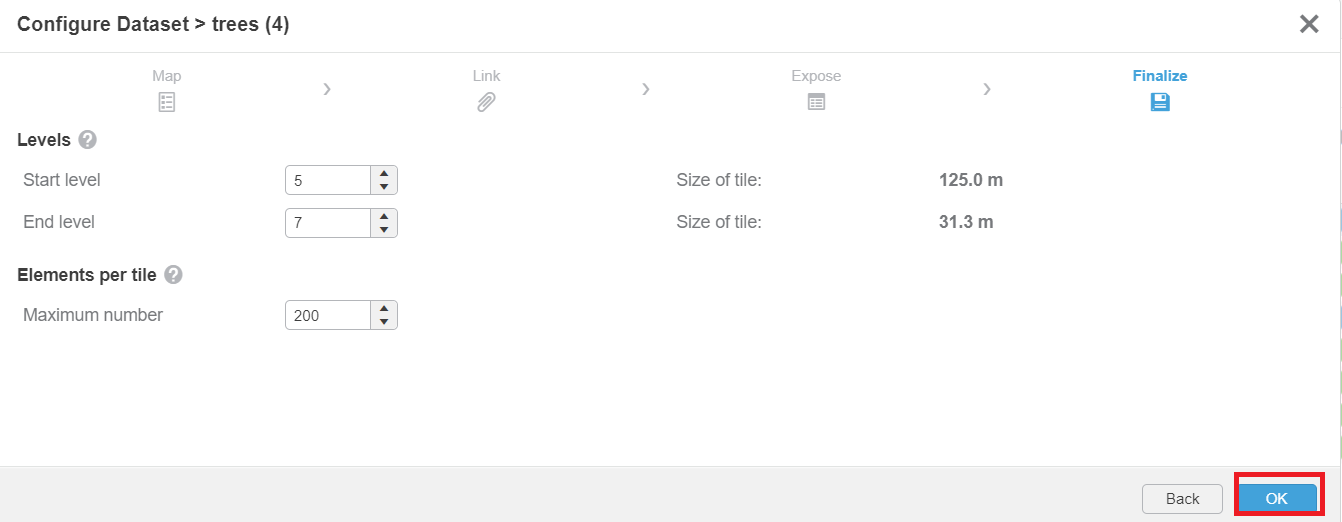 Configure Dataset > trees (4)
Map
Link
Expose
Finalize
Levels
Start level 5 Size of tile: 125.0 m
End level 7 Size of tile: 31.3 m
Elements per tile
Maximum number 200
Back OK